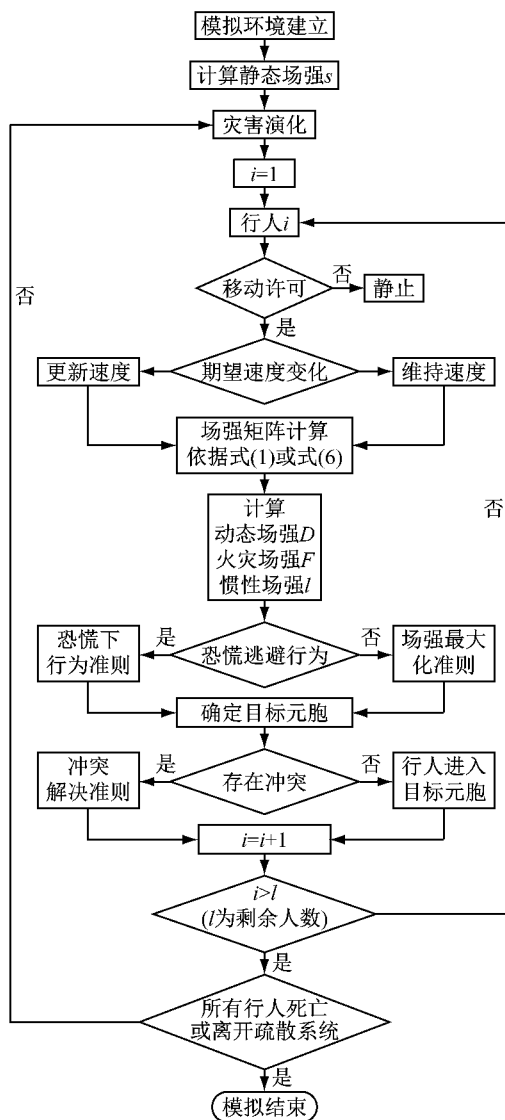 模拟环境建立
计算静态场强s
灾害演化
i=1
行人i
移动许可
否
静止
否
是
更新速度
期望速度变化
维持速度
场强矩阵计算
依据式(1)或式(6)
计算
动态场强D
火灾场强F
惯性场强l
否
恐慌下
行为准则
是
恐慌逃避行为
否
场强最大
化准则
确定目标元胞
冲突
解决准则
是
存在冲突
否
行人进入
目标元胞
i=i+1
i>l
(l为剩余人数)
是
所有行人死亡
或离开疏散系统
是
模拟结束